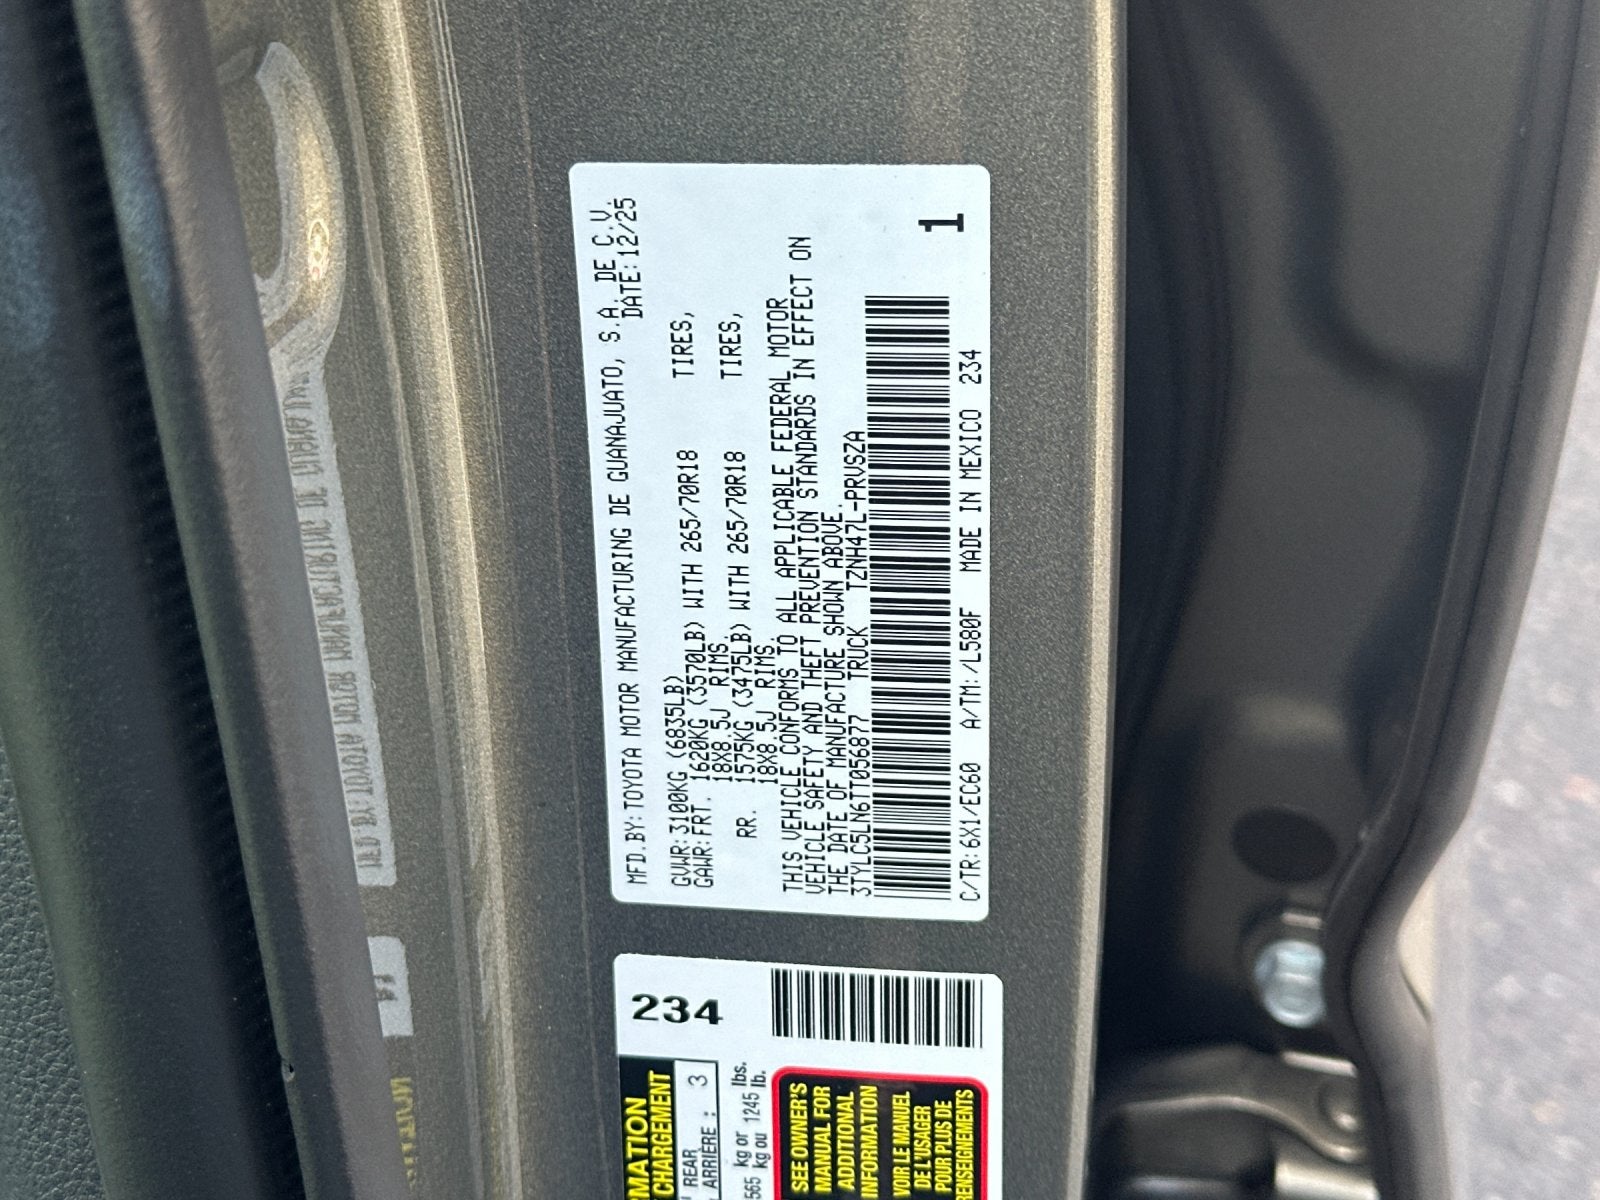 MFD.BY:TOYOTA MOTOR MANUFACTURING DE GUANAJUATO, S.A. DE C.V.
DATE:12/25
GVWR:3100KG (6835LB)
GAWR:FRT. 1620KG (3570LB) WITH 265/70R18 TIRES,
18X8.5J RIMS.
RR. 1575KG (3475LB) WITH 265/70R18 TIRES,
18X8.5J RIMS.
THIS VEHICLE CONFORMS TO ALL APPLICABLE FEDERAL MOTOR
VEHICLE SAFETY AND THEFT PREVENTION STANDARDS IN EFFECT ON
THE DATE OF MANUFACTURE SHOWN ABOVE.
3TYLC5LN6TT056877 TRUCK TZNH47L-PRVSZA
1
C/TR:6X1/EC60 A/TM:/L580F MADE IN MEXICO 234
234
REAR
ARRIÈRE : 3
565 kg or lbs.
kg ou 1245 lb.
SEE OWNER'S
MANUAL FOR
ADDITIONAL
INFORMATION
VOIR LE MANUEL
DE L'USAGER
POUR PLUS DE
RENSEIGNEMENTS